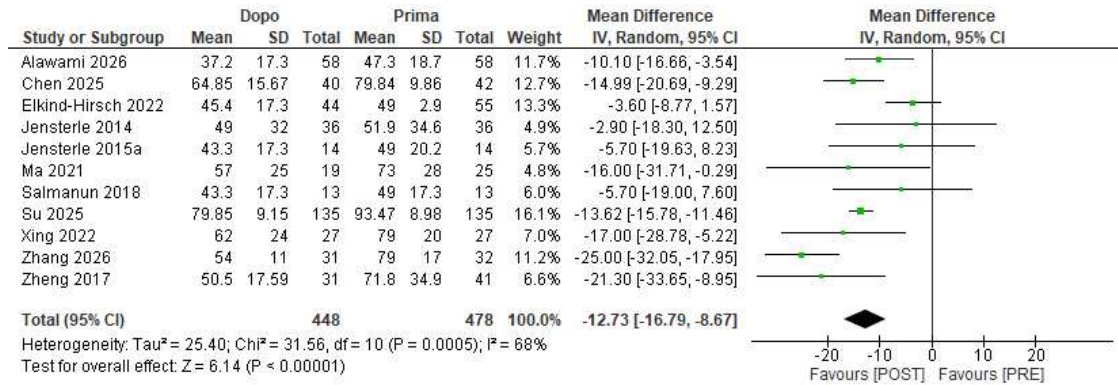 Dopo Prima Mean Difference Mean Difference
Study or Subgroup Mean SD Total Mean SD Total Weight IV, Random, 95% CI IV, Random, 95% CI
Alawami 2026 37.2 17.3 58 47.3 18.7 58 11.7% -10.10 [-16.66, -3.54]
Chen 2025 64.85 15.67 40 79.84 9.86 42 12.7% -14.99 [-20.69, -9.29]
Elkind-Hirsch 2022 45.4 17.3 44 49 2.9 55 13.3% -3.60 [-8.77, 1.57]
Jensterle 2014 49 32 36 51.9 34.6 36 4.9% -2.90 [-18.30, 12.50]
Jensterle 2015a 43.3 17.3 14 49 20.2 14 5.7% -5.70 [-19.63, 8.23]
Ma 2021 57 25 19 73 28 25 4.8% -16.00 [-31.71, -0.29]
Salmanun 2018 43.3 17.3 13 49 17.3 13 6.0% -5.70 [-19.00, 7.60]
Su 2025 79.85 9.15 135 93.47 8.98 135 16.1% -13.62 [-15.78, -11.46]
Xing 2022 62 24 27 79 20 27 7.0% -17.00 [-28.78, -5.22]
Zhang 2026 54 11 31 79 17 32 11.2% -25.00 [-32.05, -17.95]
Zheng 2017 50.5 17.59 31 71.8 34.9 41 6.6% -21.30 [-33.65, -8.95]
Total (95% CI) 448 478 100.0% -12.73 [-16.79, -8.67]
Heterogeneity: Tau² = 25.40; Chi² = 31.56, df = 10 (P = 0.0005); I² = 68%
Test for overall effect: Z = 6.14 (P < 0.00001)
-20 -10 0 10 20
Favours [POST] Favours [PRE]